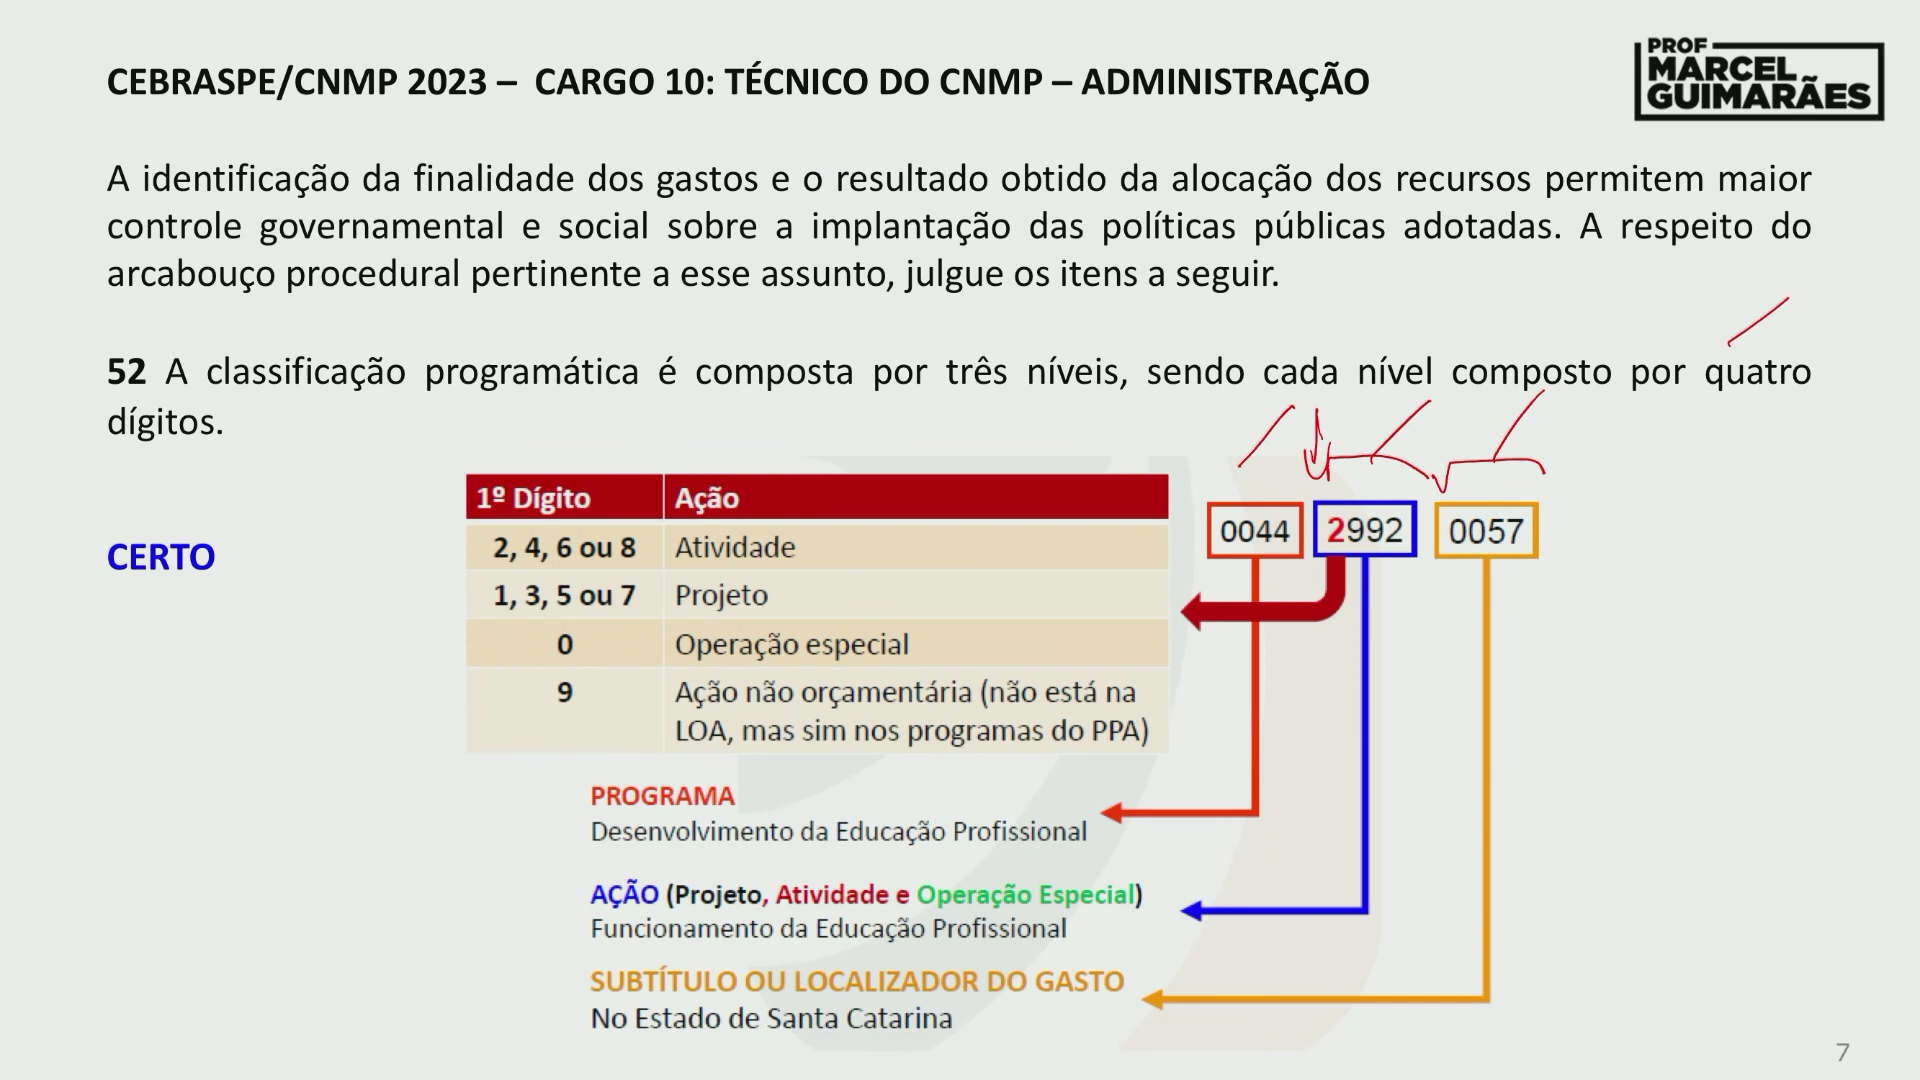 CEBRASPE/CNMP 2023 – CARGO 10: TÉCNICO DO CNMP – ADMINISTRAÇÃO
PROF
MARCEL
GUIMARÃES
A identificação da finalidade dos gastos e o resultado obtido da alocação dos recursos permitem maior
controle governamental e social sobre a implantação das políticas públicas adotadas. A respeito do
arcabouço procedural pertinente a esse assunto, julgue os itens a seguir.
52 A classificação programática é composta por três níveis, sendo cada nível composto por quatro
dígitos.
CERTO
1º Dígito Ação
2, 4, 6 ou 8 Atividade
1, 3, 5 ou 7 Projeto
0 Operação especial
9 Ação não orçamentária (não está na
LOA, mas sim nos programas do PPA)
0044 2992 0057
PROGRAMA
Desenvolvimento da Educação Profissional
AÇÃO (Projeto, Atividade e Operação Especial)
Funcionamento da Educação Profissional
SUBTÍTULO OU LOCALIZADOR DO GASTO
No Estado de Santa Catarina
7